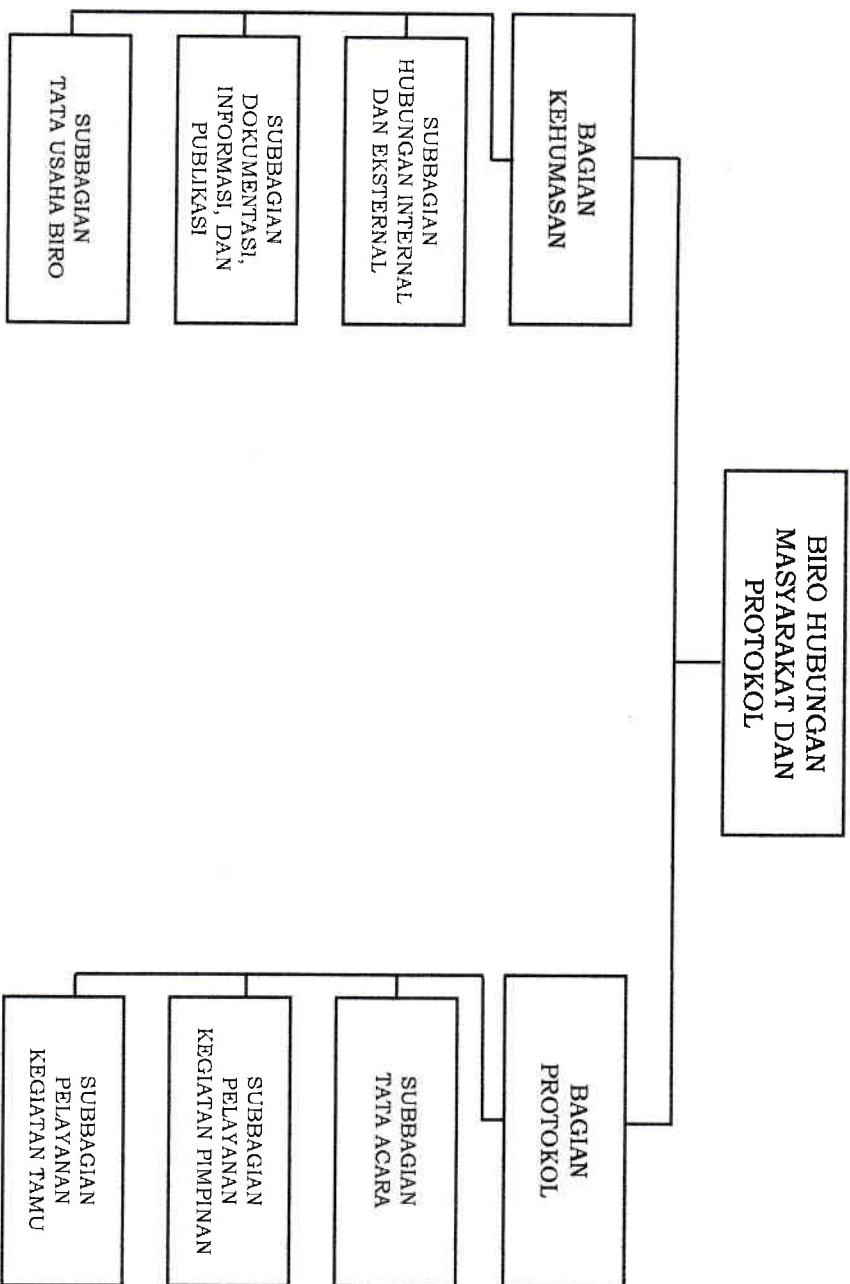 BIRO HUBUNGAN
MASYARAKAT DAN
PROTOKOL
BAGIAN
KEHUMASAN
SUBBAGIAN
HUBUNGAN INTERNAL
DAN EKSTERNAL
SUBBAGIAN
DOKUMENTASI,
INFORMASI, DAN
PUBLIKASI
SUBBAGIAN
TATA USAHA BIRO
BAGIAN
PROTOKOL
SUBBAGIAN
TATA ACARA
SUBBAGIAN
PELAYANAN
KEGIATAN PIMPINAN
SUBBAGIAN
PELAYANAN
KEGIATAN TAMU